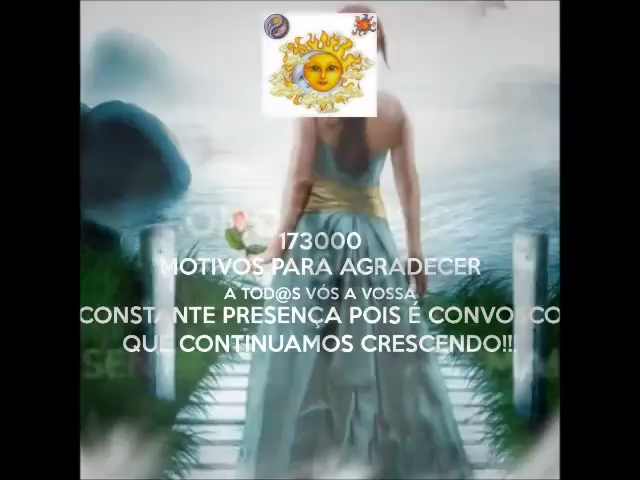 173000
MOTIVOS PARA AGRADECER
A TOD@S VÓS A VOSSA
CONSTANTE PRESENÇA POIS É CONVOSCO
QUE CONTINUAMOS CRESCENDO!!!